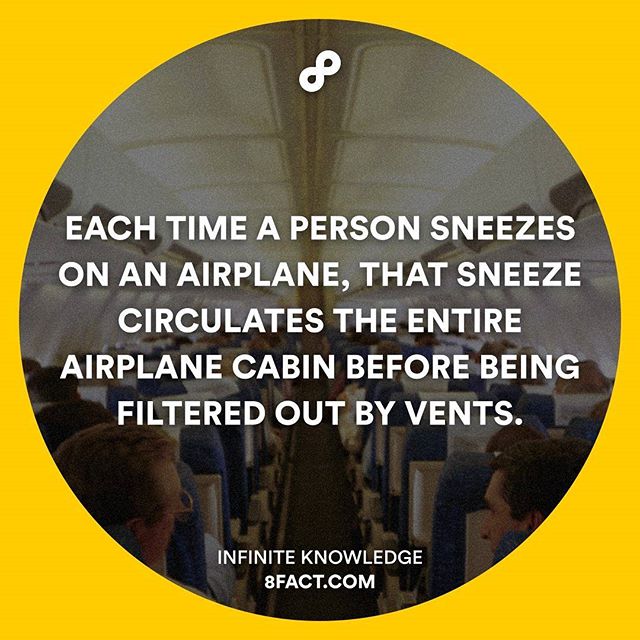 EACH TIME A PERSON SNEEZES
ON AN AIRPLANE, THAT SNEEZE
CIRCULATES THE ENTIRE
AIRPLANE CABIN BEFORE BEING
FILTERED OUT BY VENTS.
INFINITE KNOWLEDGE
8FACT.COM